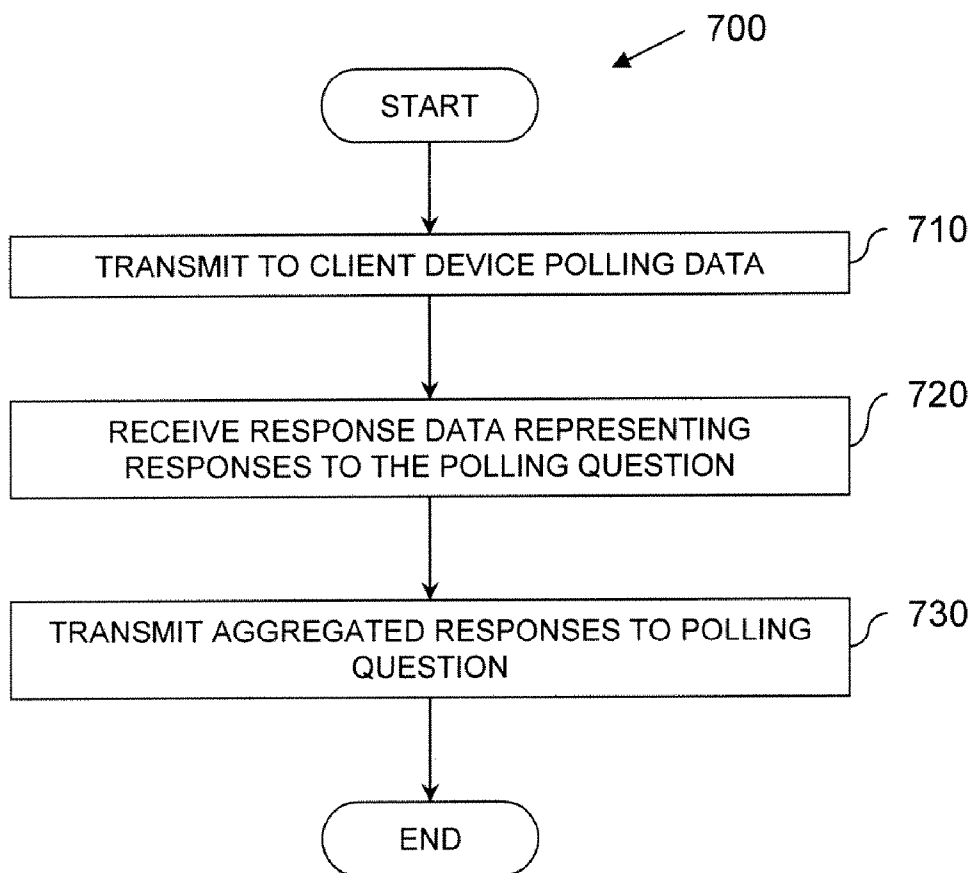 700
START
710
TRANSMIT TO CLIENT DEVICE POLLING DATA
720
RECEIVE RESPONSE DATA REPRESENTING
RESPONSES TO THE POLLING QUESTION
730
TRANSMIT AGGREGATED RESPONSES TO POLLING
QUESTION
END